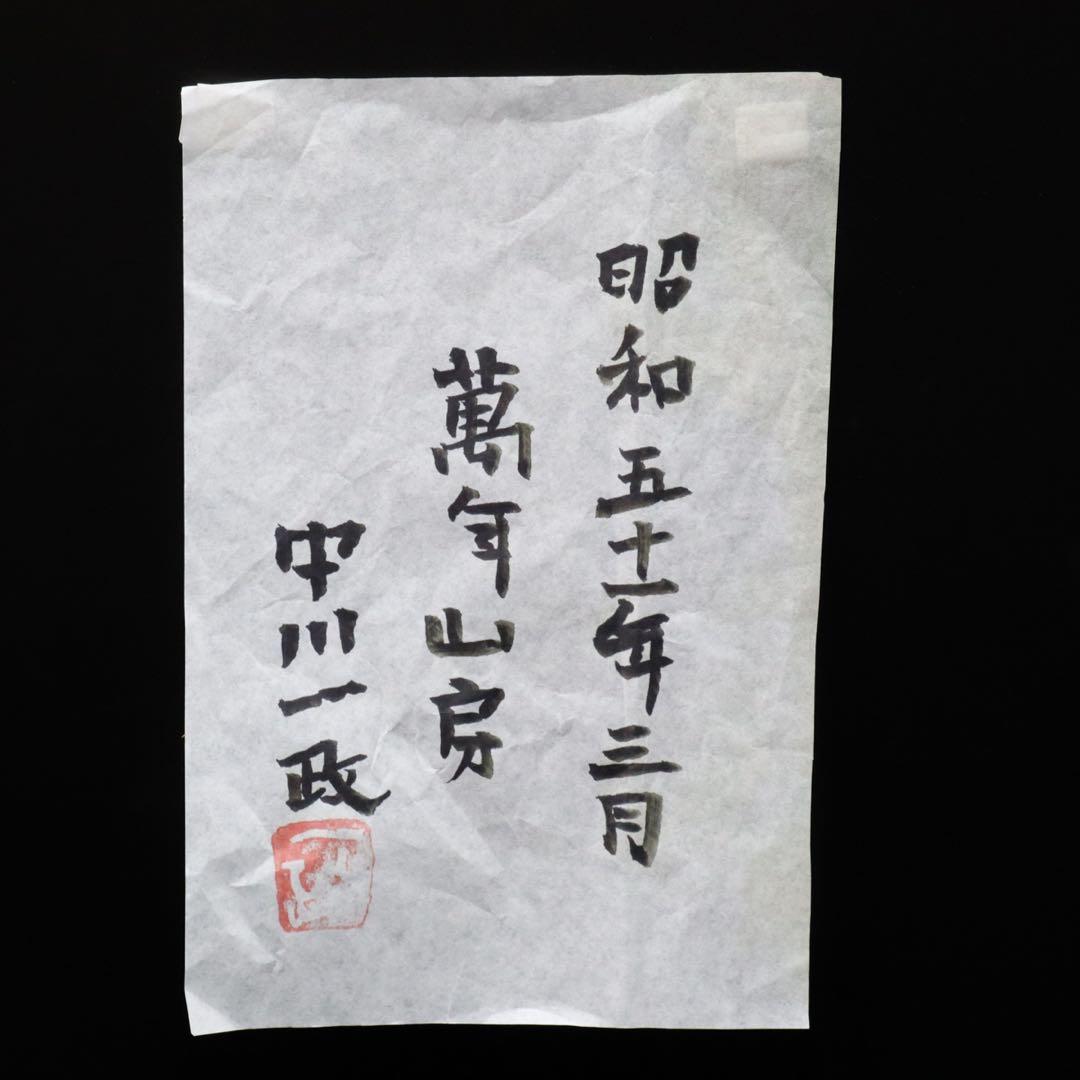 昭和五十一年三月
萬年山房
中川一政